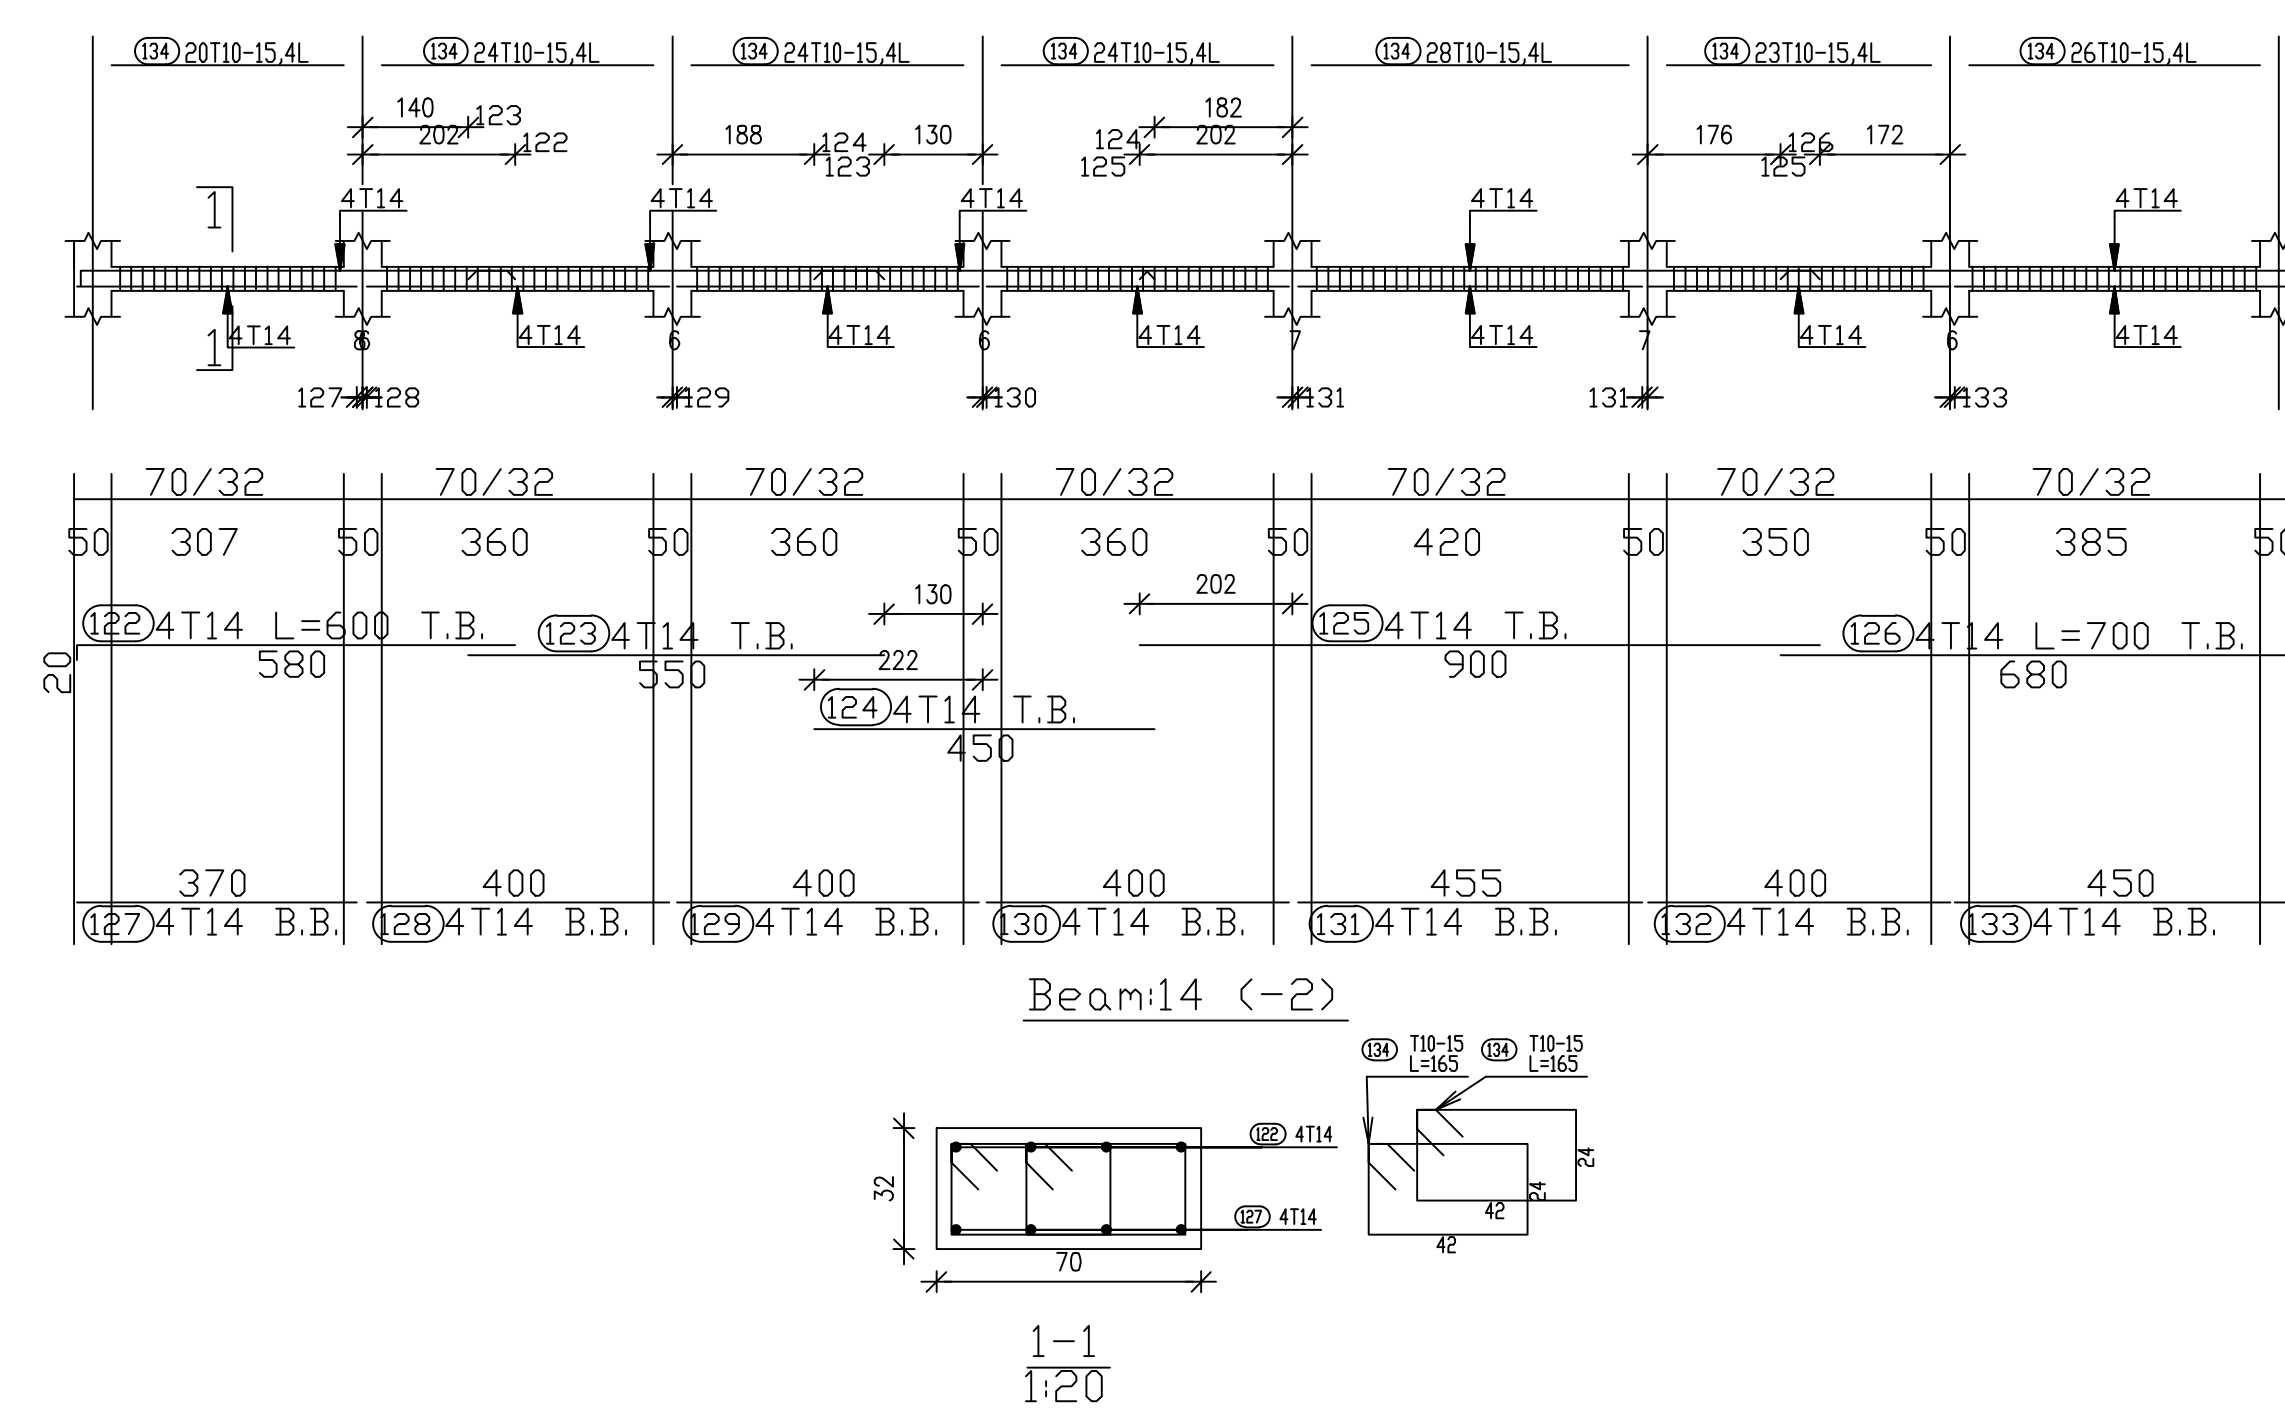 134 20T10-15,4L 134 24T10-15,4L 134 24T10-15,4L 134 24T10-15,4L 134 28T10-15,4L 134 23T10-15,4L 134 26T10-15,4L
140 123 182
202 122 188 124 130 124 202 176 126 172
123 125 125
1 4T14 4T14 4T14 4T14 4T14
1 4T14 4T14 4T14 4T14 4T14 4T14 4T14
8 6 6 6 7 7 6
127 128 129 130 131 131 133
70/32 70/32 70/32 70/32 70/32 70/32 70/32
50 307 50 360 50 360 50 360 50 420 50 350 50 385 50
130 202
122 4T14 L=600 T.B. 123 4T14 T.B. 125 4T14 T.B. 126 4T14 L=700 T.B.
20 580 550 222 900 680
124 4T14 T.B.
450
370 400 400 400 455 400 450
127 4T14 B.B. 128 4T14 B.B. 129 4T14 B.B. 130 4T14 B.B. 131 4T14 B.B. 132 4T14 B.B. 133 4T14 B.B.
Beam:14 (-2)
134 T10-15 134 T10-15
L=165 L=165
122 4T14
32 24
24
127 4T14 42
70 42
1-1
1:20